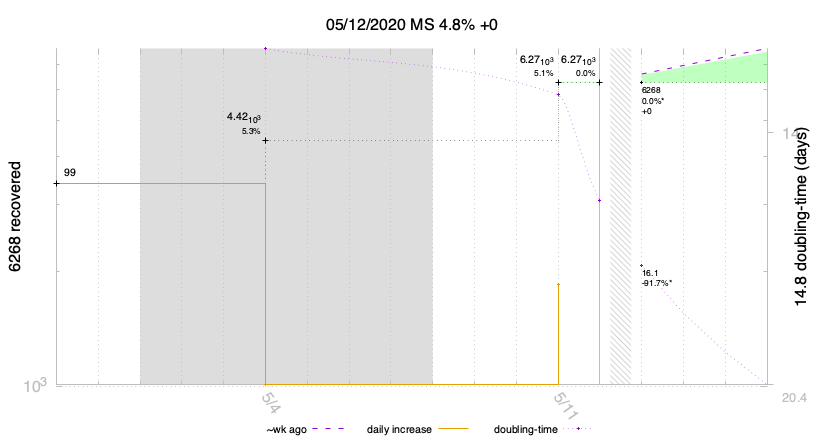 05/12/2020 MS 4.8% +0
6.27₁₀₃ 6.27₁₀₃
5.1% 0.0%
6268
0.0%*
+0
4.42₁₀₃
5.3%
14
99
6268 recovered
14.8 doubling-time (days)
16.1
-91.7%*
10³
5/4
5/11
20.4
~wk ago
daily increase
doubling-time